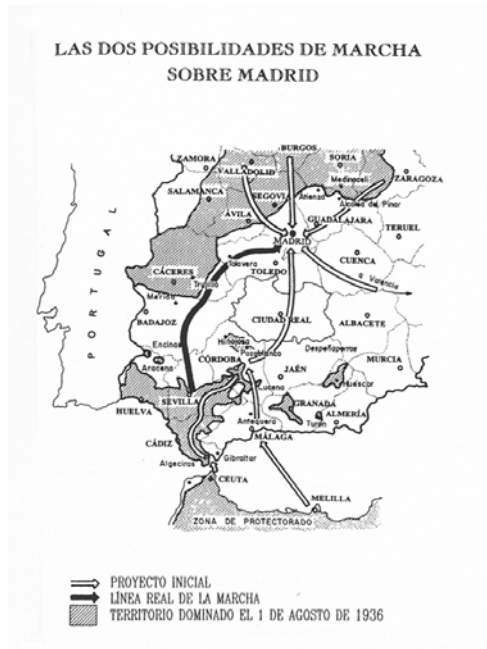 LAS DOS POSIBILIDADES DE MARCHA
SOBRE MADRID
BURGOS
ZAMORA
VALLADOLID
SORIA
Medinaceli
ZARAGOZA
SALAMANCA
SEGOVIA
Atienza
Alcolea del Pinar
ÁVILA
GUADALAJARA
TERUEL
MADRID
PORTUGAL
Talavera
CÁCERES
TOLEDO
CUENCA
Trujillo
a Valencia
Mérida
BADAJOZ
CIUDAD REAL
ALBACETE
Encinas
Hinojosa
Despeñaperros
Pozoblanco
MURCIA
Aracena
CÓRDOBA
JAÉN
Huescar
SEVILLA
Lucena
HUELVA
GRANADA
ALMERÍA
Antequera
Turón
CÁDIZ
MÁLAGA
Algeciras
Gibraltar
CEUTA
MELILLA
ZONA DE PROTECTORADO
PROYECTO INICIAL
LÍNEA REAL DE LA MARCHA
TERRITORIO DOMINADO EL 1 DE AGOSTO DE 1936